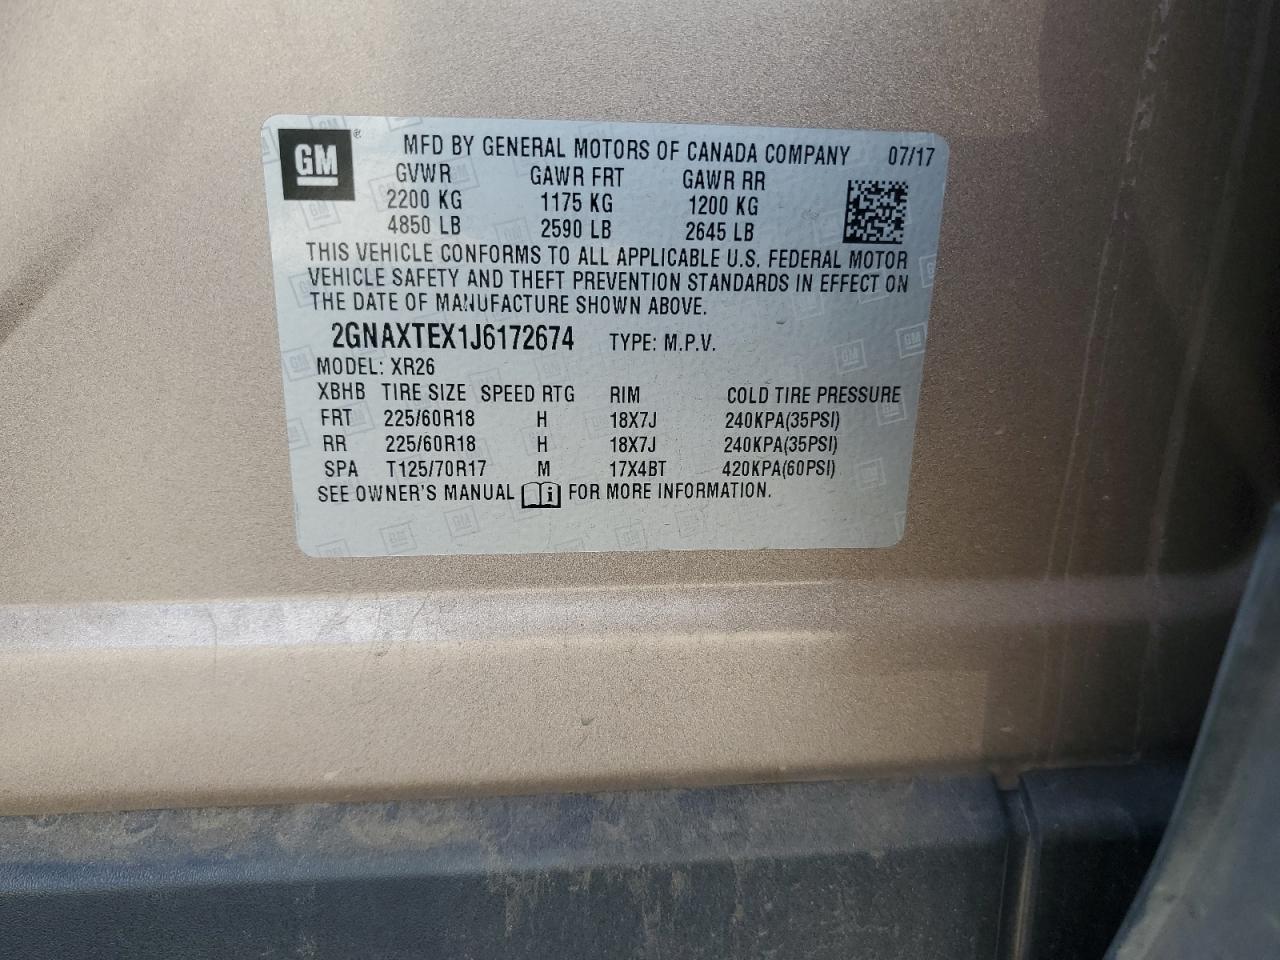 GM ® MFD BY GENERAL MOTORS OF CANADA COMPANY 07/17
GVWR GAWR FRT GAWR RR
2200 KG 1175 KG 1200 KG
4850 LB 2590 LB 2645 LB
THIS VEHICLE CONFORMS TO ALL APPLICABLE U.S. FEDERAL MOTOR
VEHICLE SAFETY AND THEFT PREVENTION STANDARDS IN EFFECT ON
THE DATE OF MANUFACTURE SHOWN ABOVE.
2GNAXTEX1J6172674 TYPE: M.P.V.
MODEL: XR26
XBHB TIRE SIZE SPEED RTG RIM COLD TIRE PRESSURE
FRT 225/60R18 H 18X7J 240KPA(35PSI)
RR 225/60R18 H 18X7J 240KPA(35PSI)
SPA T125/70R17 M 17X4BT 420KPA(60PSI)
SEE OWNER'S MANUAL i FOR MORE INFORMATION.